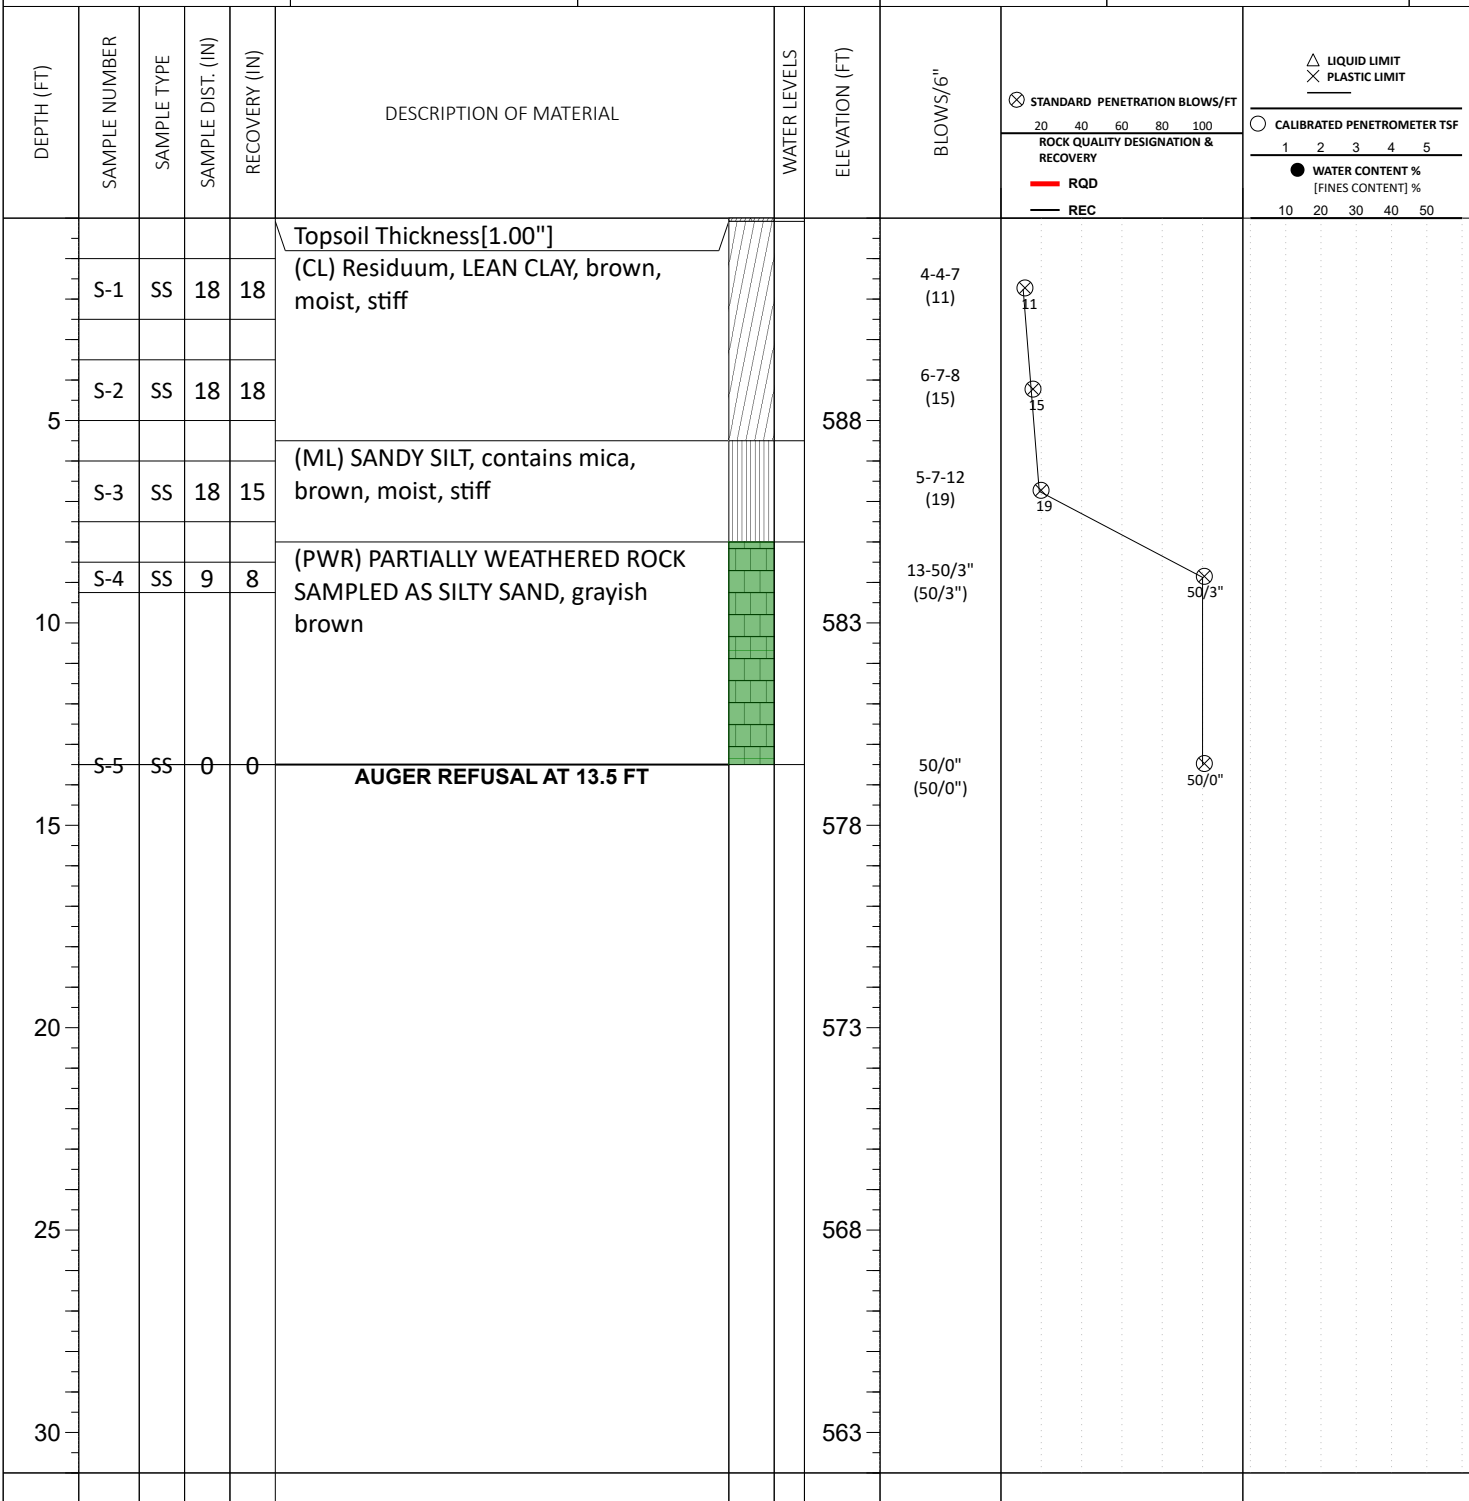 DEPTH (FT)
SAMPLE NUMBER
SAMPLE TYPE
SAMPLE DIST. (IN)
RECOVERY (IN)
DESCRIPTION OF MATERIAL
WATER LEVELS
ELEVATION (FT)
BLOWS/6"
STANDARD PENETRATION BLOWS/FT
20 40 60 80 100
ROCK QUALITY DESIGNATION &
RECOVERY
RQD
REC
LIQUID LIMIT
PLASTIC LIMIT
CALIBRATED PENETROMETER TSF
1 2 3 4 5
WATER CONTENT %
[FINES CONTENT] %
10 20 30 40 50
Topsoil Thickness[1.00"]
(CL) Residuum, LEAN CLAY, brown,
moist, stiff
S-1 SS 18 18
4-4-7
(11)
11
S-2 SS 18 18
6-7-8
(15)
15
5
588
(ML) SANDY SILT, contains mica,
brown, moist, stiff
S-3 SS 18 15
5-7-12
(19)
19
(PWR) PARTIALLY WEATHERED ROCK
SAMPLED AS SILTY SAND, grayish
brown
S-4 SS 9 8
13-50/3"
(50/3")
50/3"
10
583
S-5 SS 0 0
AUGER REFUSAL AT 13.5 FT
50/0"
(50/0")
50/0"
15
578
20
573
25
568
30
563